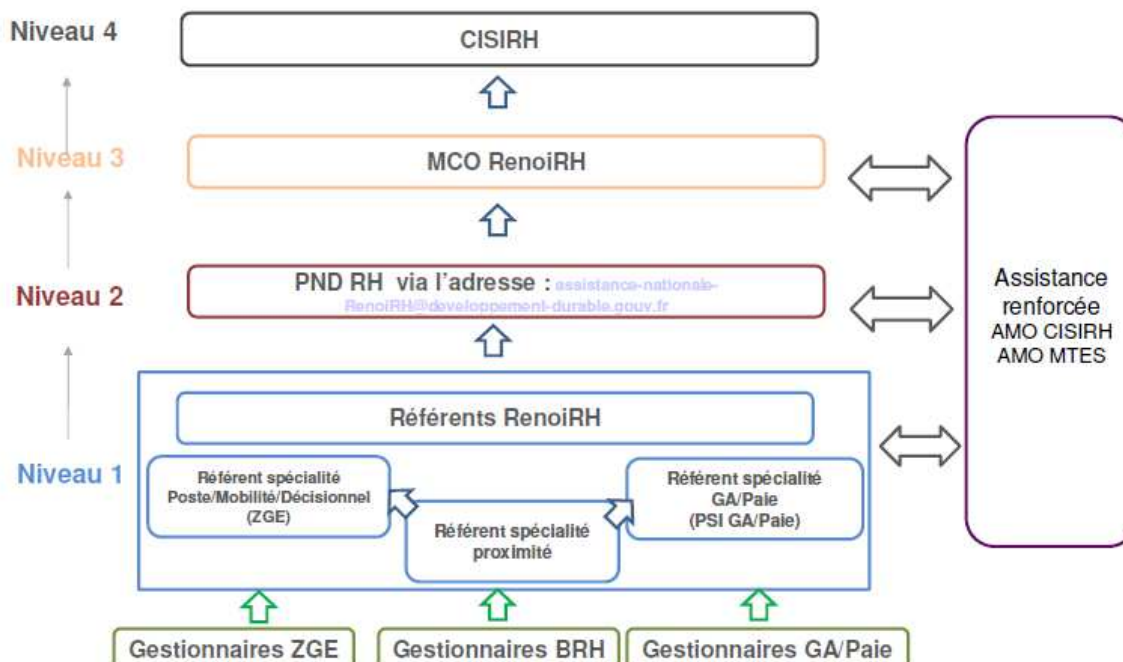 Niveau 4
CISIRH
Niveau 3
MCO RenoiRH
Niveau 2
PND RH via l'adresse : assistance-nationale-
RenoiRH@developpement-durable.gouv.fr
Assistance
renforcée
AMO CISIRH
AMO MTES
Référents RenoiRH
Niveau 1
Référent spécialité
Poste/Mobilité/Décisionnel
(ZGE)
Référent spécialité
proximité
Référent spécialité
GA/Paie
(PSI GA/Paie)
Gestionnaires ZGE
Gestionnaires BRH
Gestionnaires GA/Paie